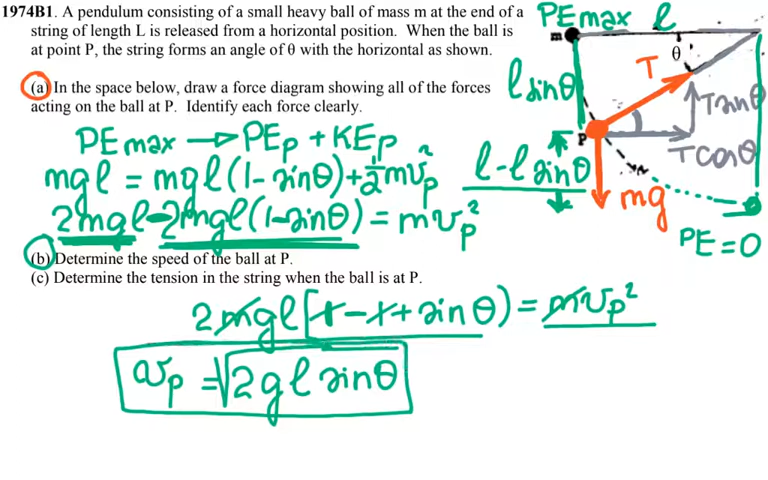 1974B1. A pendulum consisting of a small heavy ball of mass m at the end of a
string of length L is released from a horizontal position. When the ball is
at point P, the string forms an angle of θ with the horizontal as shown.
(a) In the space below, draw a force diagram showing all of the forces
acting on the ball at P. Identify each force clearly.
PEmax → PEp + KEp
mgl = mgl(1-sinθ)+½mvp²
2mgl-2mgl(1-sinθ) = mvp²
(b) Determine the speed of the ball at P.
(c) Determine the tension in the string when the ball is at P.
2mgl[1-1+sinθ) = mvp²
vp = √2gl sinθ
PEmax l
m
θ
lsinθ
T
Tsinθ
P
Tcosθ
l-lsinθ
mg
PE=0